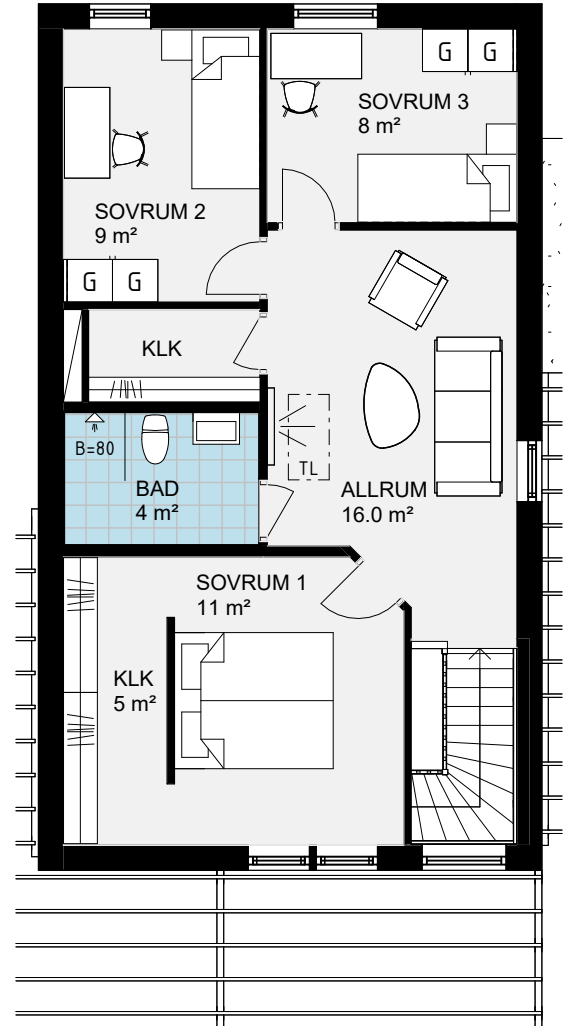 G G
SOVRUM 3
8 m²
SOVRUM 2
9 m²
G G
KLK
B=80
TL
BAD
4 m²
ALLRUM
16.0 m²
SOVRUM 1
11 m²
KLK
5 m²